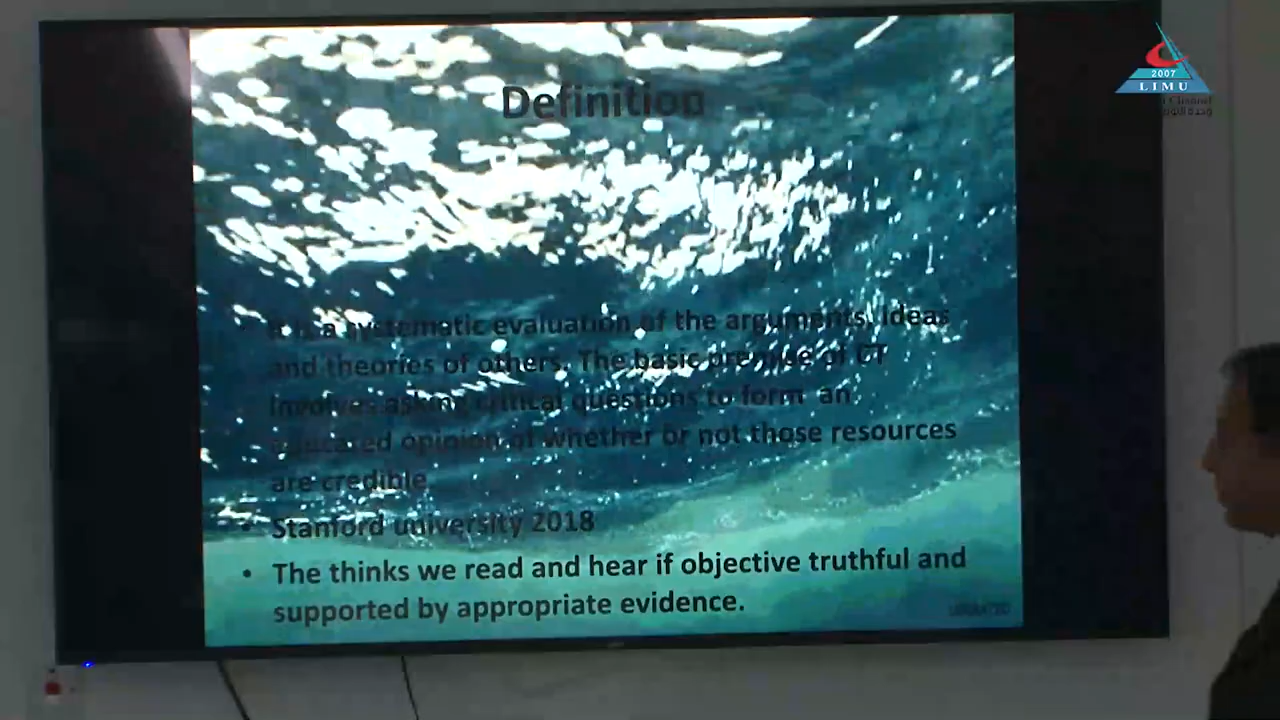 2007
LIMU
Definition
• It is a systematic evaluation of the arguments, ideas
and theories of others. The basic premise of CT
involves asking critical questions to form an
educated opinion of whether or not those resources
are credible
• Stanford university 2018
• The thinks we read and hear if objective truthful and
supported by appropriate evidence.